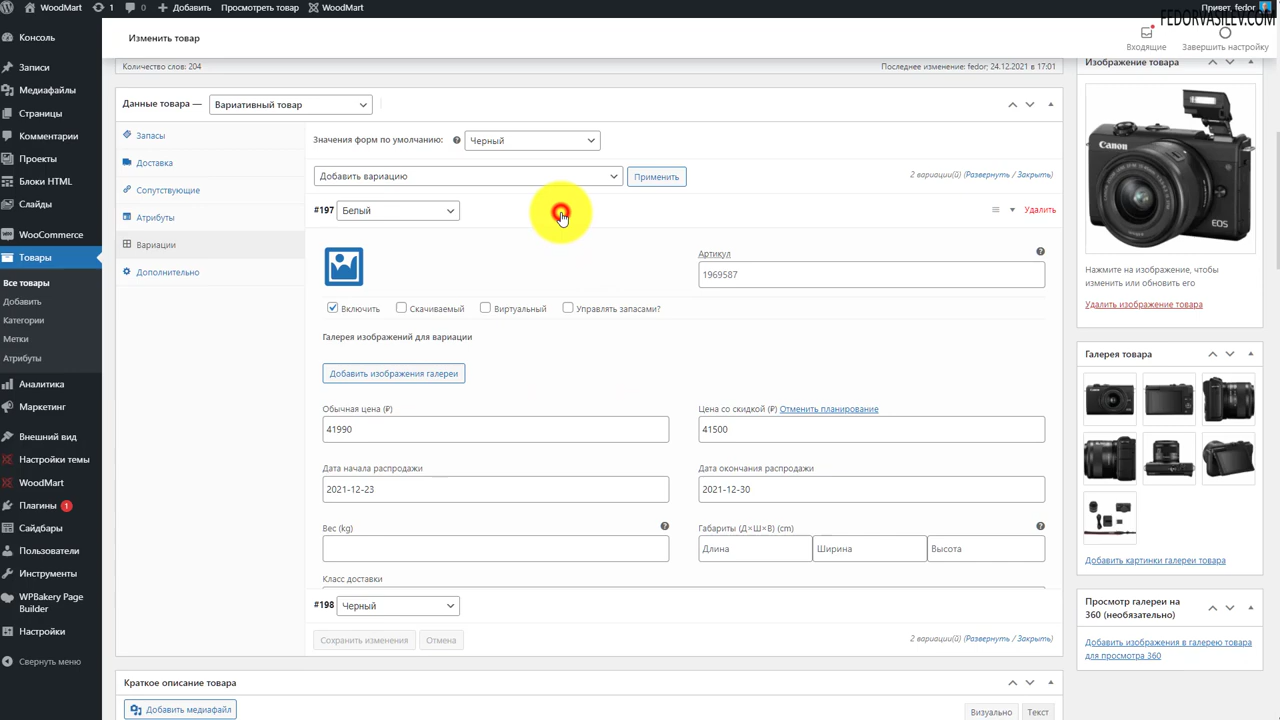 WoodMart
6
0
Добавить
Просмотреть товар
WoodMart
Привет, fedor
FEDORVASILEV.COM
Консоль
Записи
Медиафайлы
Страницы
Комментарии
Проекты
Блоки HTML
Слайды
WooCommerce
Товары
Все товары
Добавить
Категории
Метки
Атрибуты
Аналитика
Маркетинг
Внешний вид
Настройки темы
WoodMart
Плагины 1
Сайдбары
Пользователи
Инструменты
WPBakery Page
Builder
Настройки
Свернуть меню
Изменить товар
Входящие
Завершить настройку
Количество слов: 204
Последнее изменение: fedor; 24.12.2021 в 17:01
Данные товара —
Вариативный товар
Запасы
Доставка
Сопутствующие
Атрибуты
Вариации
Дополнительно
Значения форм по умолчанию:
Черный
Добавить вариацию
Применить
2 вариации(й) (Развернуть / Закрыть)
#197
Белый
Удалить
Артикул
1969587
Включить
Скачиваемый
Виртуальный
Управлять запасами?
Галерея изображений для вариации
Добавить изображения галереи
Обычная цена (₽)
Цена со скидкой (₽) Отменить планирование
41990
41500
Дата начала распродажи
Дата окончания распродажи
2021-12-23
2021-12-30
Вес (kg)
Габариты (Д×Ш×В) (cm)
Длина
Ширина
Высота
Класс доставки
#198
Черный
Сохранить изменения
Отмена
2 вариации(й) (Развернуть / Закрыть)
Краткое описание товара
Добавить медиафайл
Визуально
Текст
Изображение товара
Canon
EOS
Нажмите на изображение, чтобы
изменить или обновить его
Удалить изображение товара
Галерея товара
Добавить картинки галереи товара
Просмотр галереи на
360 (необязательно)
Добавить изображения в галерею товара
для просмотра 360